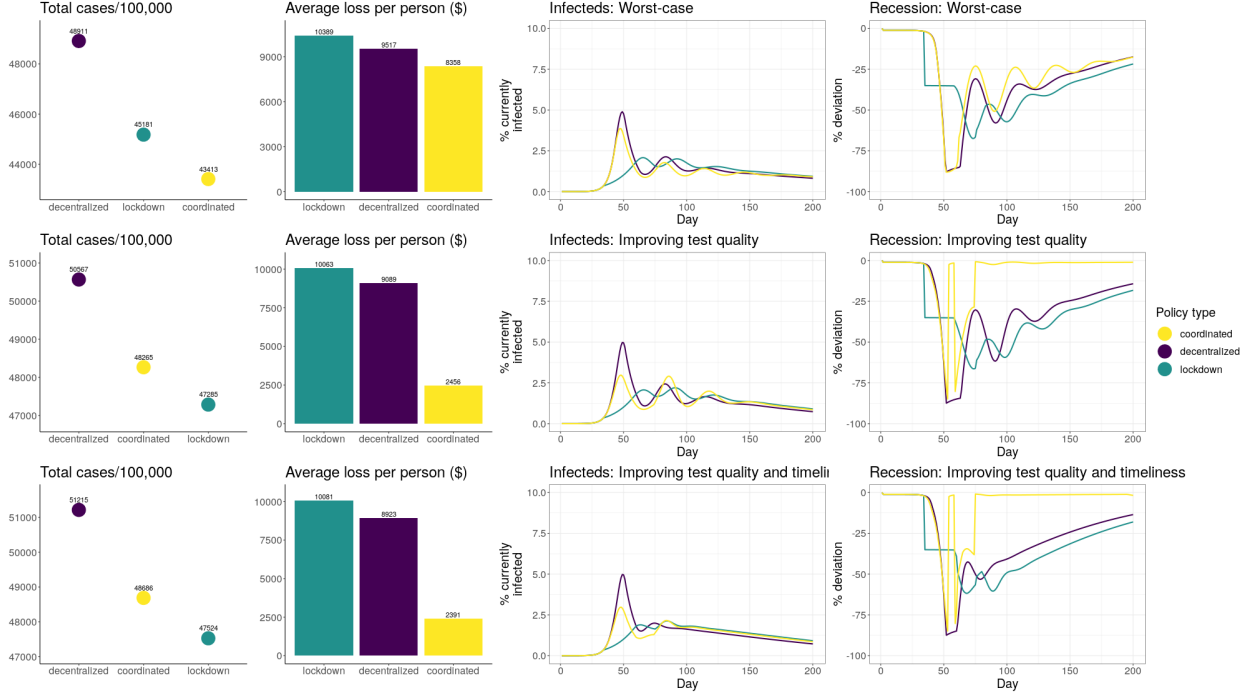 Total cases/100,000
Average loss per person ($)
Infecteds: Worst-case
Recession: Worst-case
48911
45181
43413
48000
46000
44000
decentralized lockdown coordinated
10389
9517
8358
9000
6000
3000
0
lockdown decentralized coordinated
% currently
infected
10.0
7.5
5.0
2.5
0.0
0 50 100 150 200
Day
% deviation
0
-25
-50
-75
-100
0 50 100 150 200
Day
Total cases/100,000
Average loss per person ($)
Infecteds: Improving test quality
Recession: Improving test quality
50567
48265
47285
51000
50000
49000
48000
47000
decentralized coordinated lockdown
10063
9089
2456
10000
7500
5000
2500
0
lockdown decentralized coordinated
% currently
infected
10.0
7.5
5.0
2.5
0.0
0 50 100 150 200
Day
% deviation
0
-25
-50
-75
-100
0 50 100 150 200
Day
Policy type
coordinated
decentralized
lockdown
Total cases/100,000
Average loss per person ($)
Infecteds: Improving test quality and timelin
Recession: Improving test quality and timeliness
51215
48686
47524
51000
50000
49000
48000
47000
decentralized coordinated lockdown
10081
8923
2391
10000
7500
5000
2500
0
lockdown decentralized coordinated
% currently
infected
10.0
7.5
5.0
2.5
0.0
0 50 100 150 200
Day
% deviation
0
-25
-50
-75
-100
0 50 100 150 200
Day